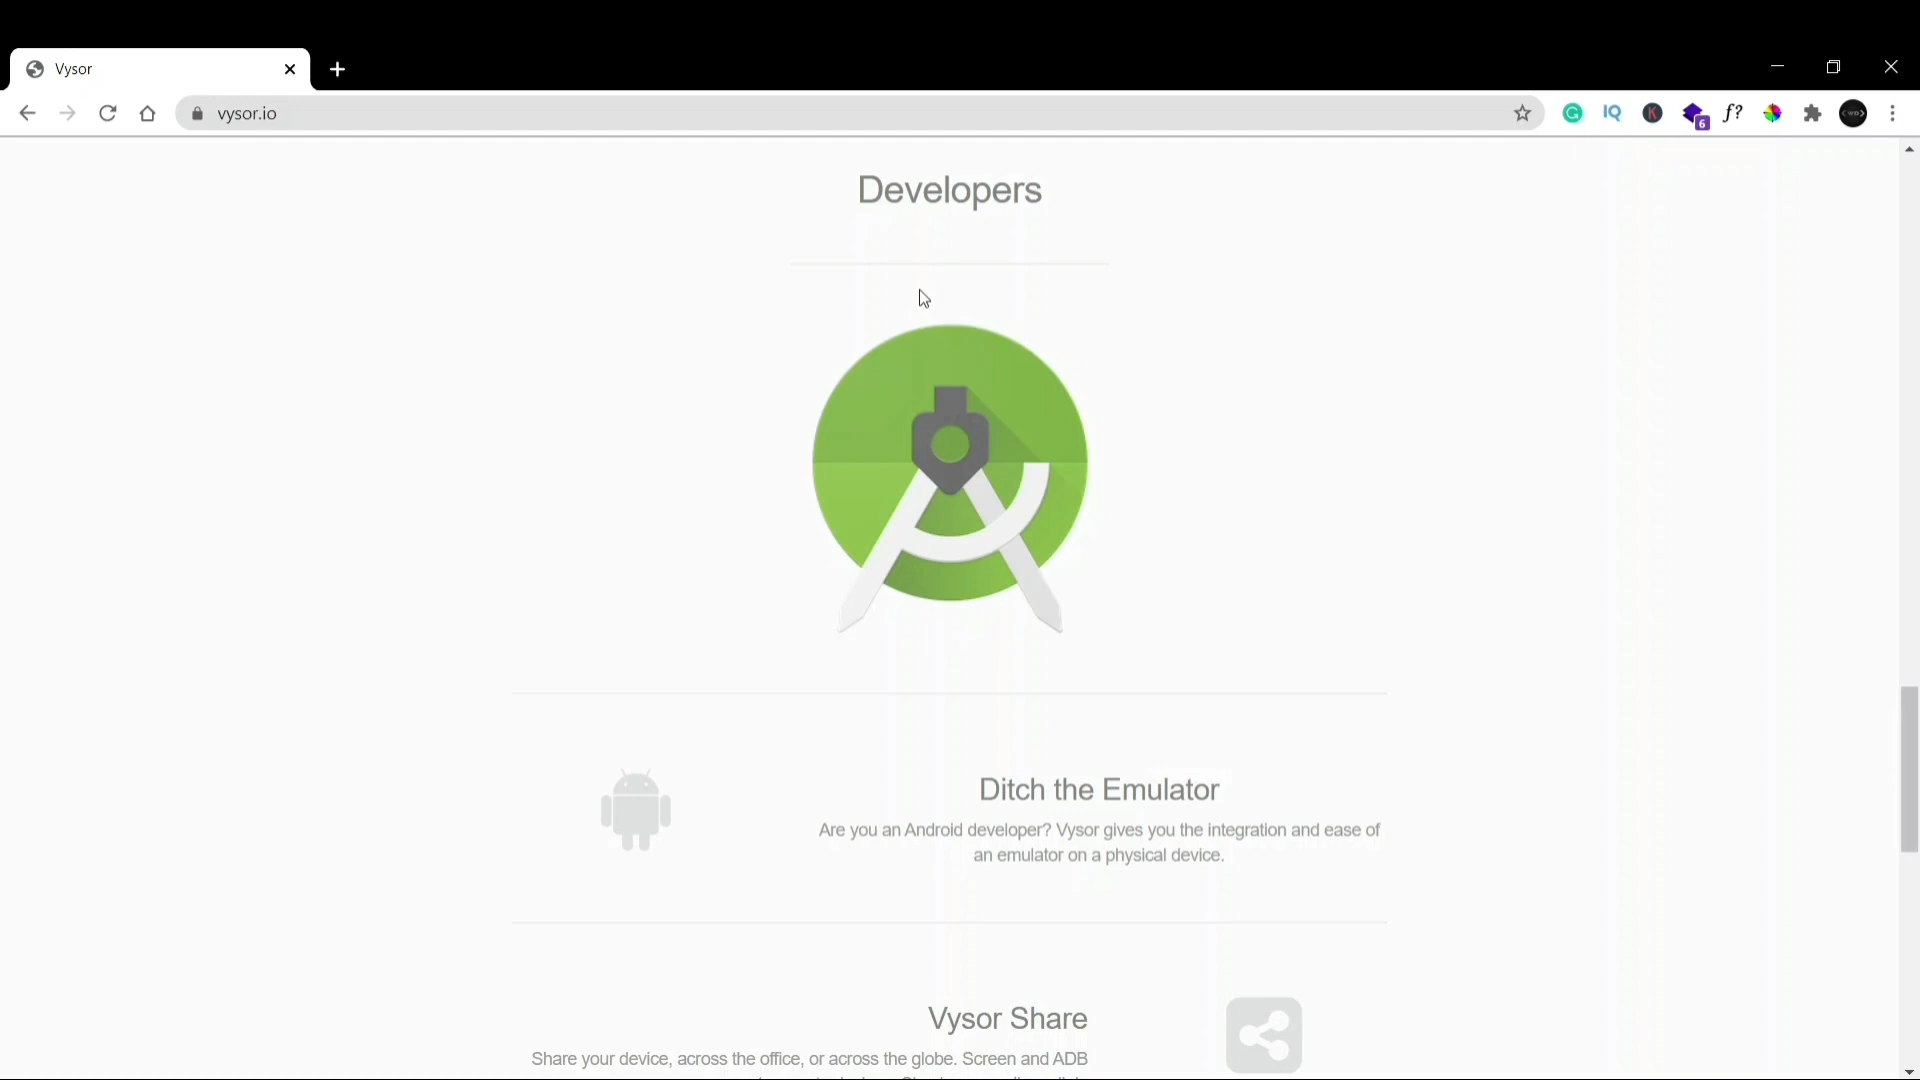 Vysor
vysor.io
IQ
K
6
f?
Developers
Ditch the Emulator
Are you an Android developer? Vysor gives you the integration and ease of
an emulator on a physical device.
Vysor Share
Share your device, across the office, or across the globe. Screen and ADB